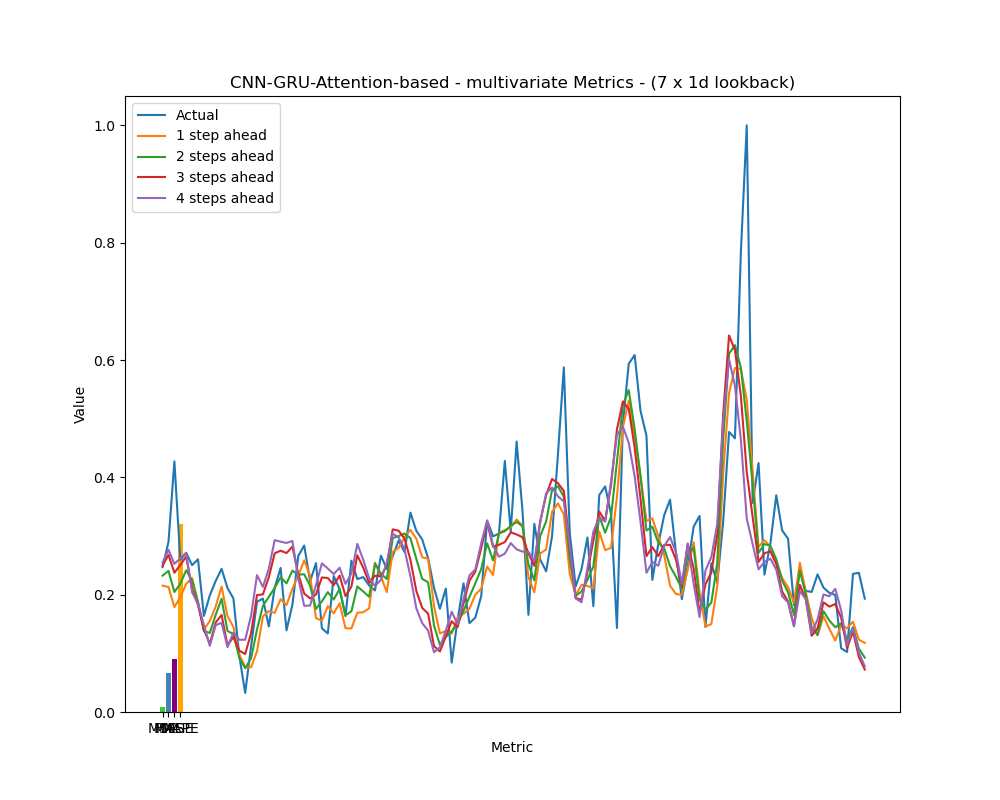 CNN-GRU-Attention-based - multivariate Metrics - (7 x 1d lookback)
Actual
1 step ahead
2 steps ahead
3 steps ahead
4 steps ahead
1.0
0.8
0.6
0.4
0.2
0.0
Value
Metric